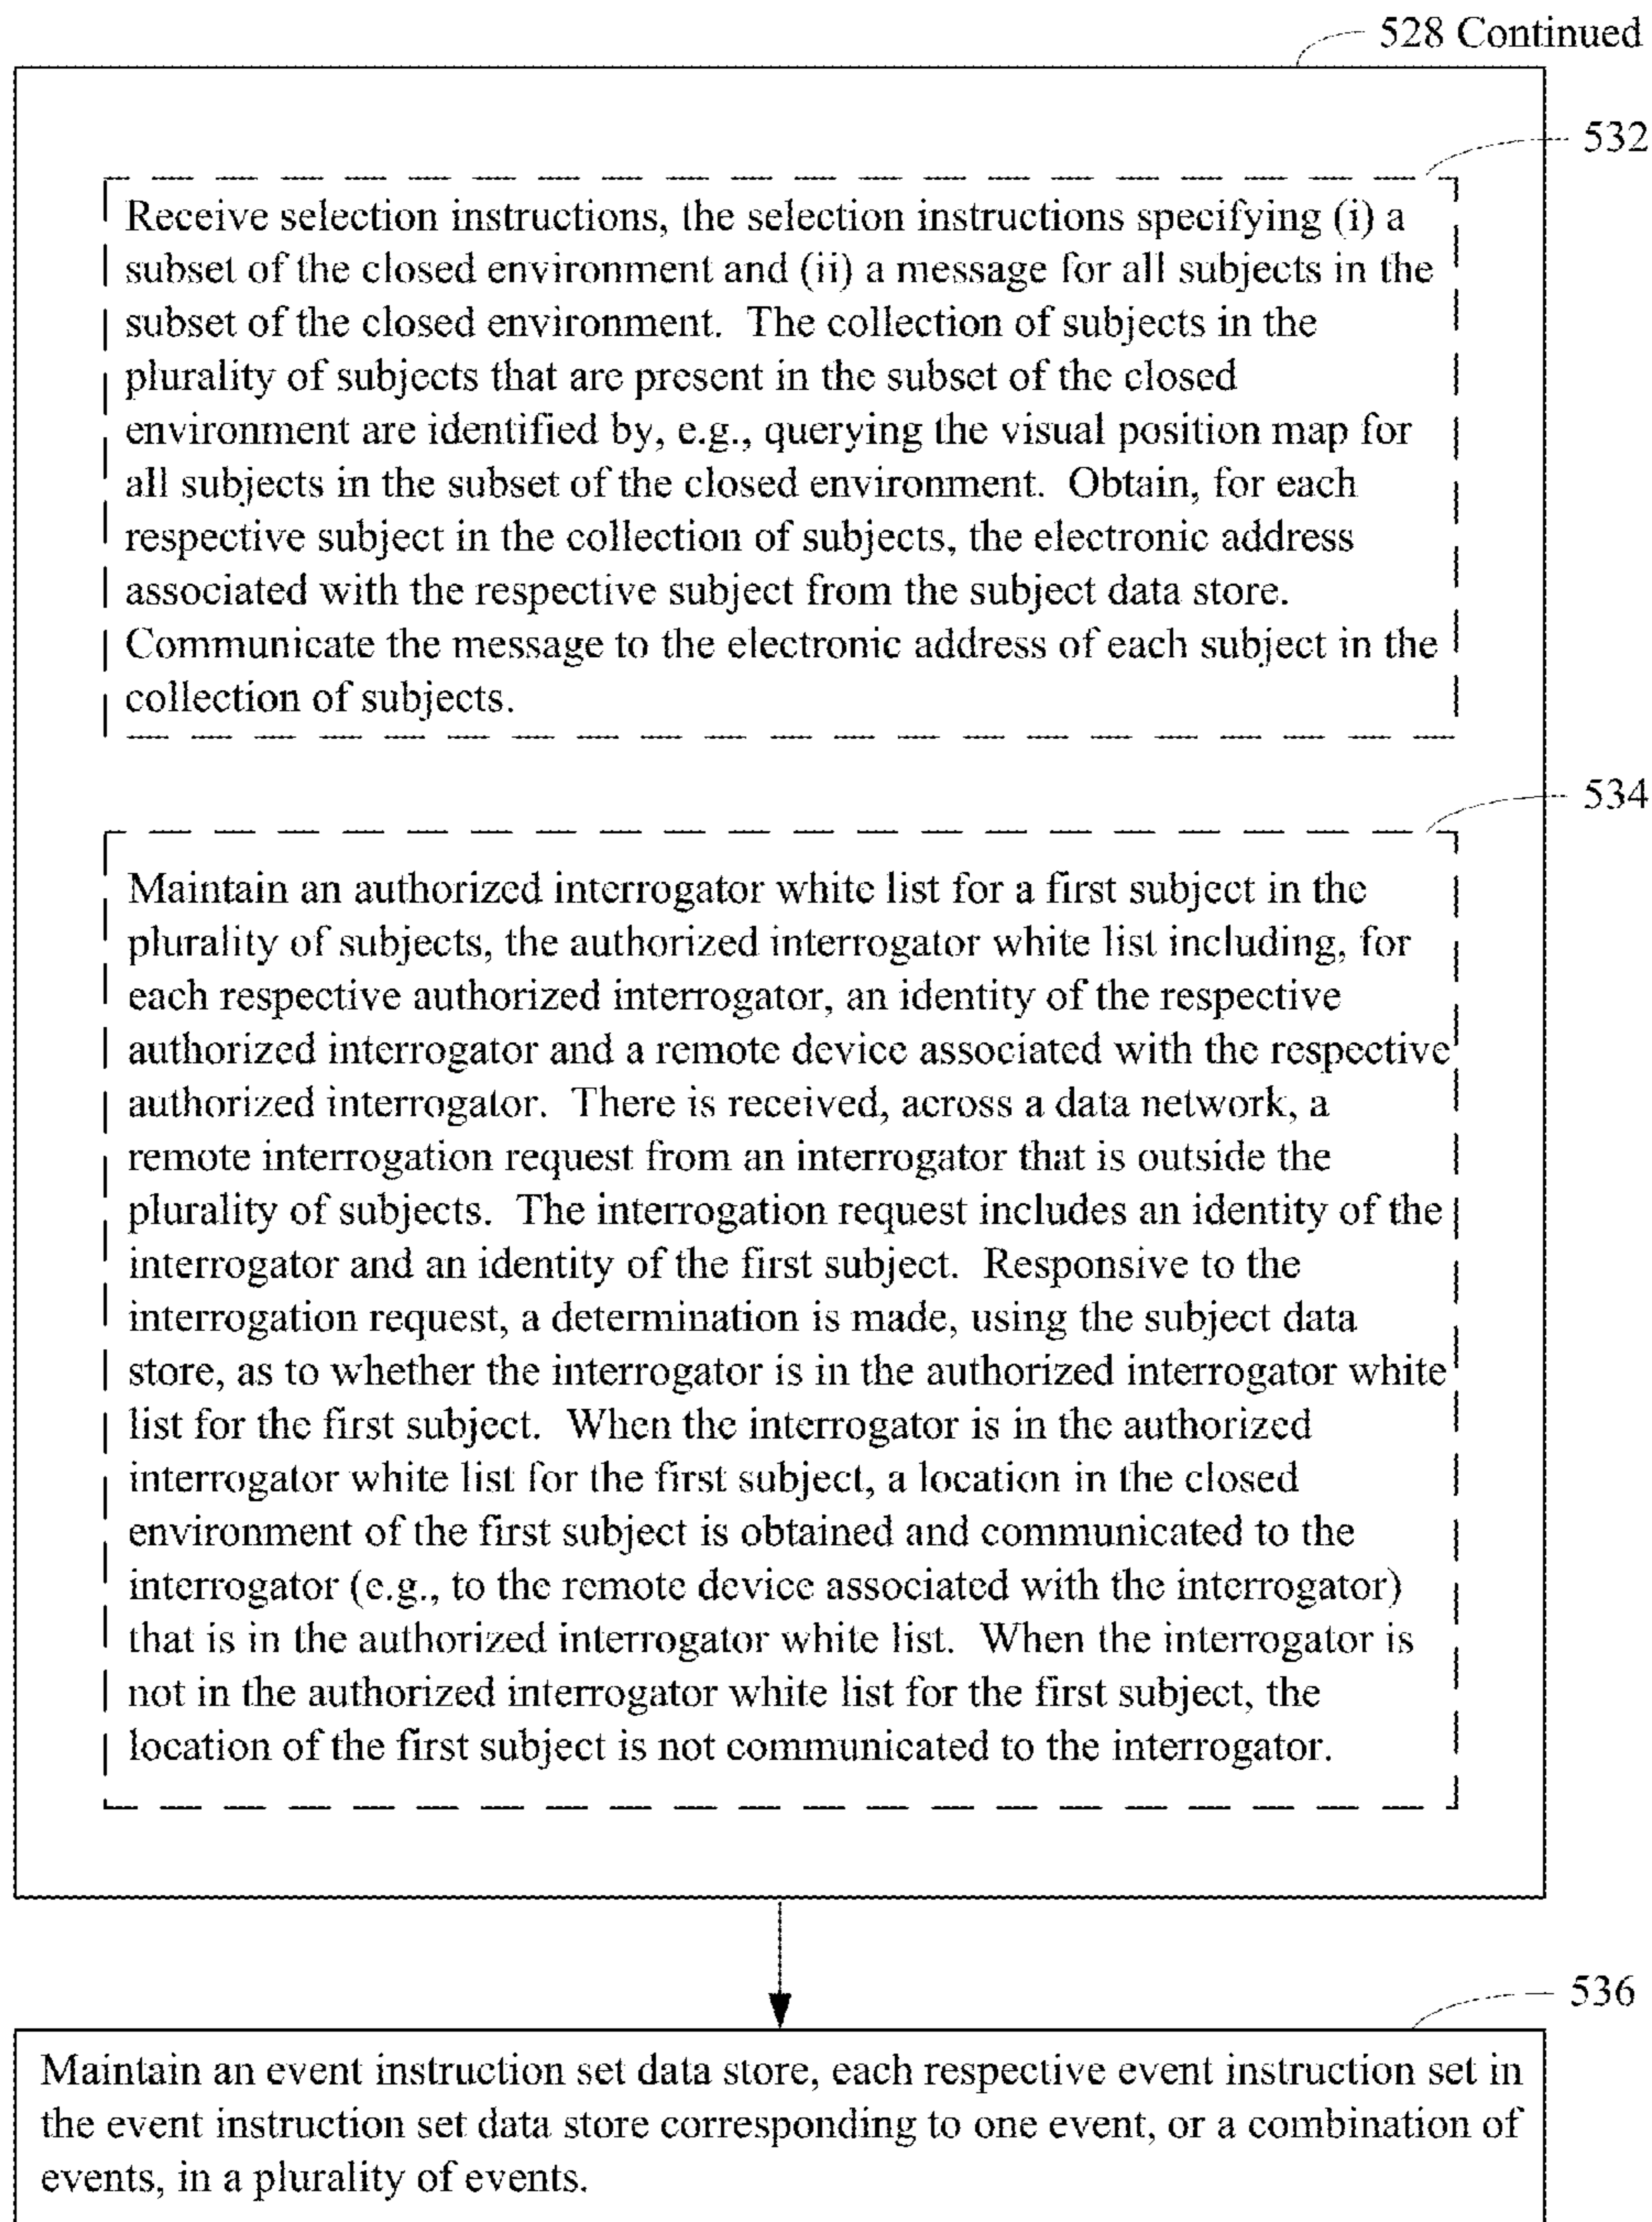 528 Continued
532
Receive selection instructions, the selection instructions specifying (i) a
subset of the closed environment and (ii) a message for all subjects in the
subset of the closed environment.  The collection of subjects in the
plurality of subjects that are present in the subset of the closed
environment are identified by, e.g., querying the visual position map for
all subjects in the subset of the closed environment.  Obtain, for each
respective subject in the collection of subjects, the electronic address
associated with the respective subject from the subject data store.
Communicate the message to the electronic address of each subject in the
collection of subjects.
534
Maintain an authorized interrogator white list for a first subject in the
plurality of subjects, the authorized interrogator white list including, for
each respective authorized interrogator, an identity of the respective
authorized interrogator and a remote device associated with the respective
authorized interrogator.  There is received, across a data network, a
remote interrogation request from an interrogator that is outside the
plurality of subjects.  The interrogation request includes an identity of the
interrogator and an identity of the first subject.  Responsive to the
interrogation request, a determination is made, using the subject data
store, as to whether the interrogator is in the authorized interrogator white
list for the first subject.  When the interrogator is in the authorized
interrogator white list for the first subject, a location in the closed
environment of the first subject is obtained and communicated to the
interrogator (e.g., to the remote device associated with the interrogator)
that is in the authorized interrogator white list.  When the interrogator is
not in the authorized interrogator white list for the first subject, the
location of the first subject is not communicated to the interrogator.
536
Maintain an event instruction set data store, each respective event instruction set in
the event instruction set data store corresponding to one event, or a combination of
events, in a plurality of events.